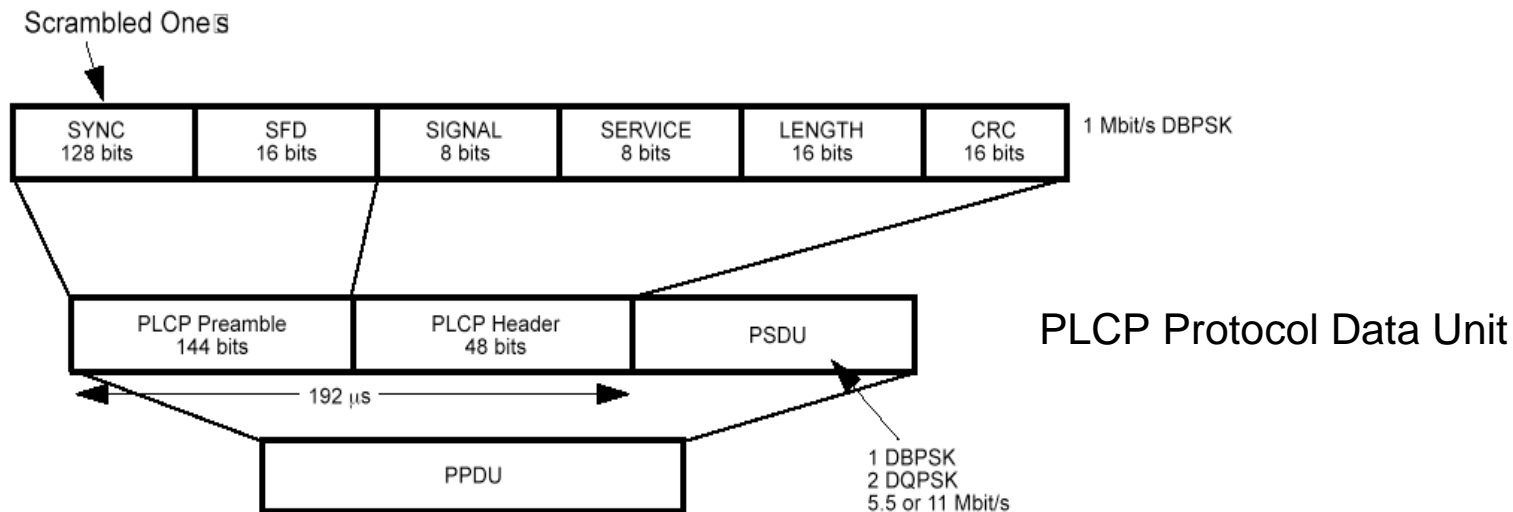 Scrambled Ones
SYNC
128 bits
SFD
16 bits
SIGNAL
8 bits
SERVICE
8 bits
LENGTH
16 bits
CRC
16 bits
1 Mbit/s DBPSK
PLCP Preamble
144 bits
PLCP Header
48 bits
PSDU
PLCP Protocol Data Unit
192 μs
PPDU
1 DBPSK
2 DQPSK
5.5 or 11 Mbit/s